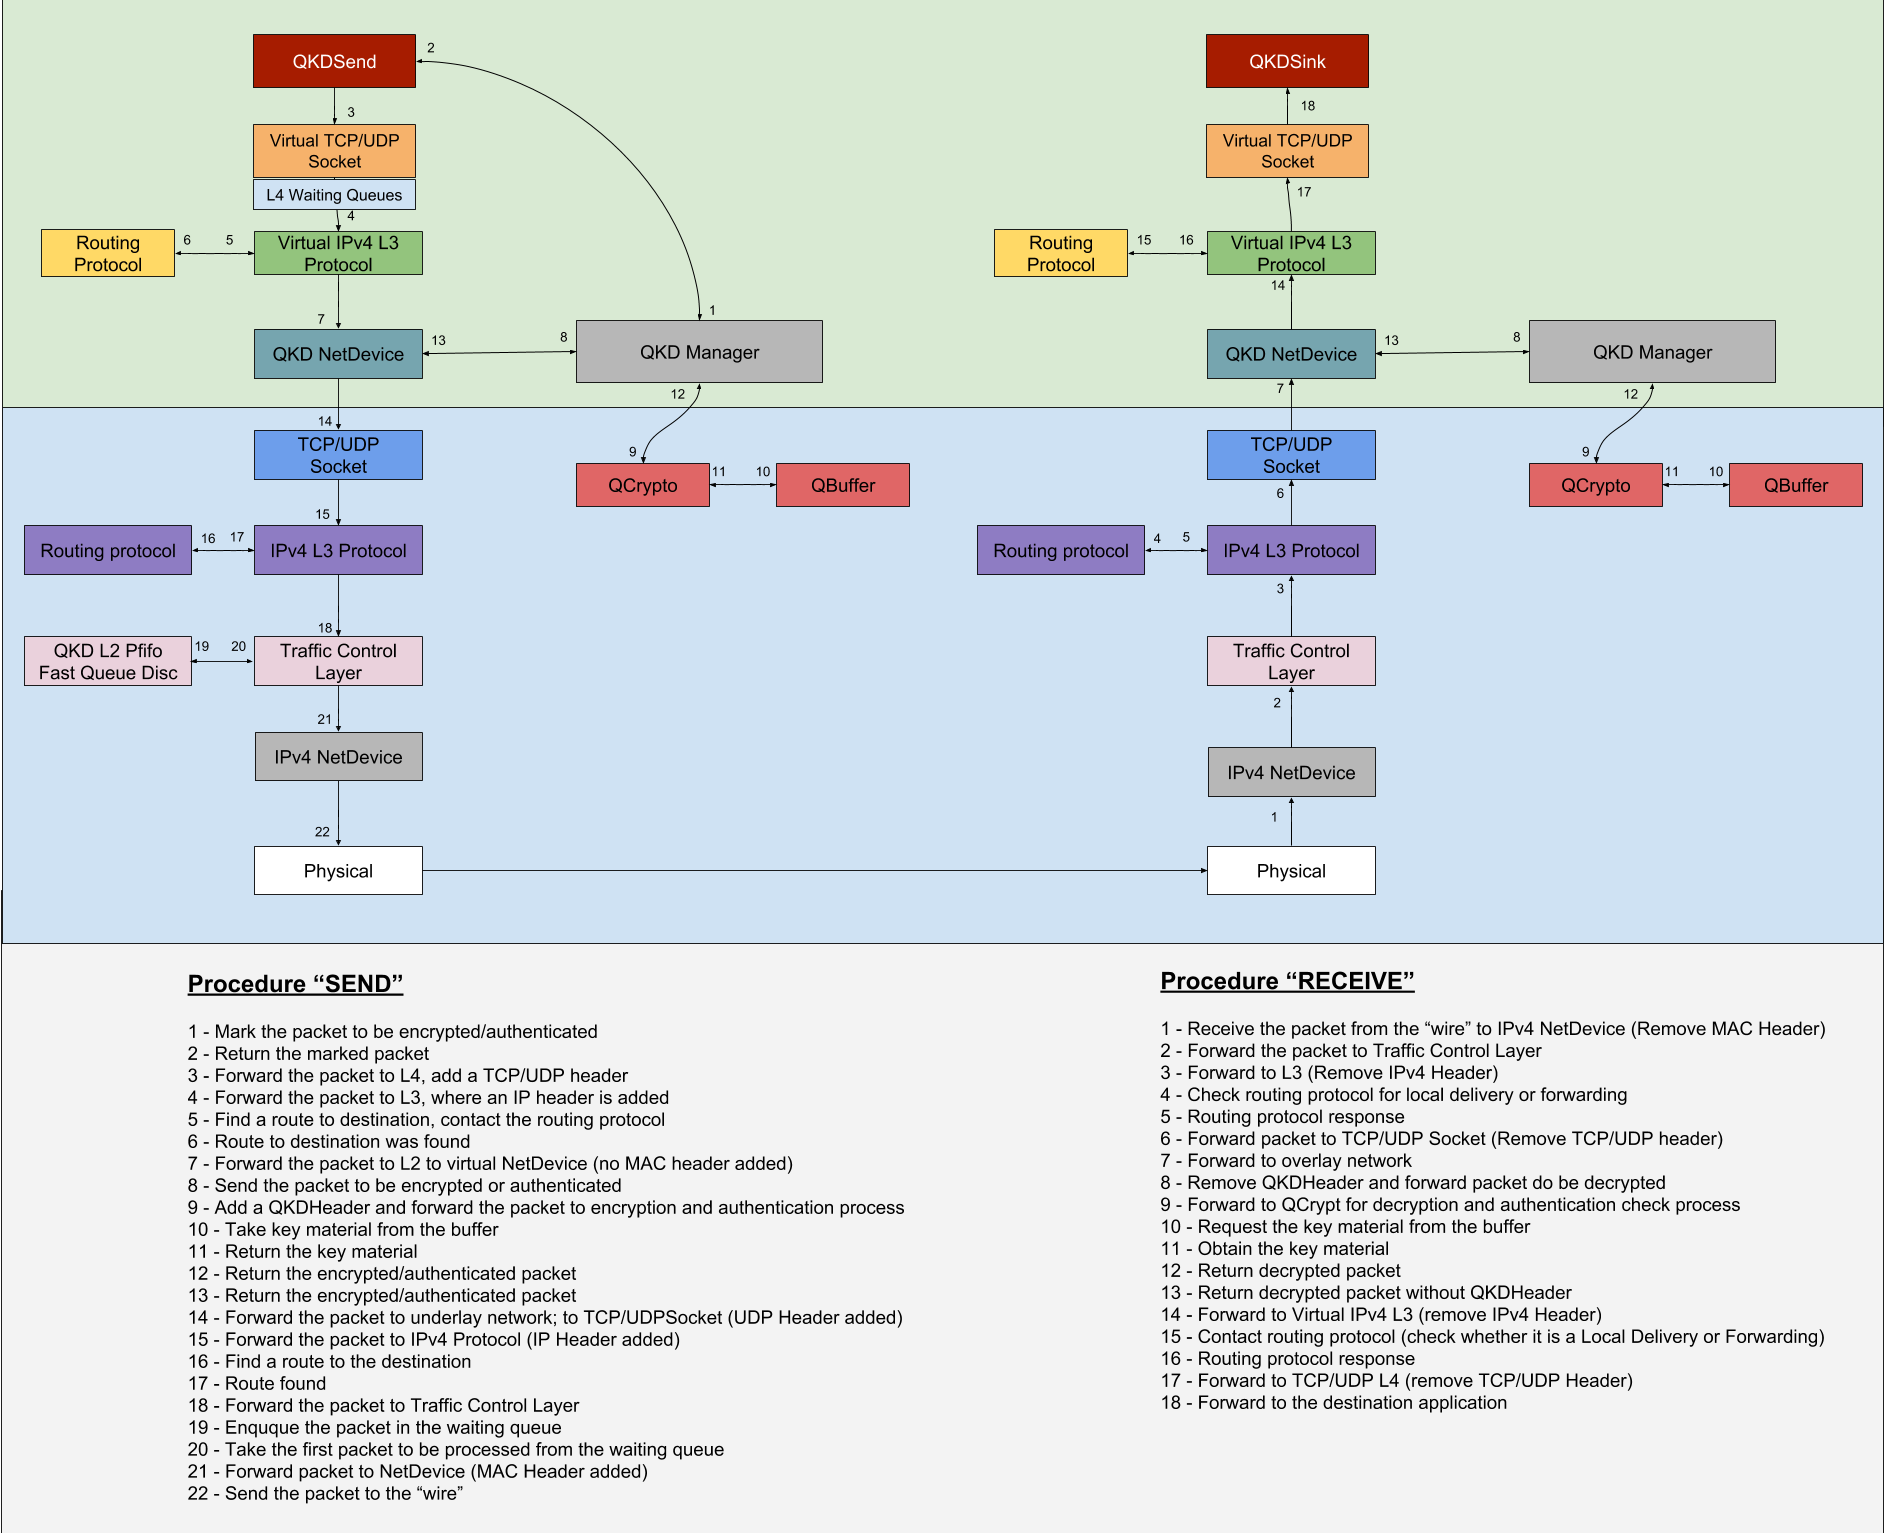 QKDSend
2
3
Virtual TCP/UDP
Socket
L4 Waiting Queues
4
Routing
Protocol
6
5
Virtual IPv4 L3
Protocol
7
1
QKD NetDevice
13
8
QKD Manager
12
14
TCP/UDP
Socket
9
QCrypto
11
10
QBuffer
15
Routing protocol
16
17
IPv4 L3 Protocol
18
QKD L2 Pfifo
Fast Queue Disc
19
20
Traffic Control
Layer
21
IPv4 NetDevice
22
Physical
QKDSink
18
Virtual TCP/UDP
Socket
17
Routing
Protocol
15
16
Virtual IPv4 L3
Protocol
14
QKD NetDevice
13
8
QKD Manager
7
12
TCP/UDP
Socket
9
QCrypto
11
10
QBuffer
6
Routing protocol
4
5
IPv4 L3 Protocol
3
Traffic Control
Layer
2
IPv4 NetDevice
1
Physical
Procedure “SEND”
1 - Mark the packet to be encrypted/authenticated
2 - Return the marked packet
3 - Forward the packet to L4, add a TCP/UDP header
4 - Forward the packet to L3, where an IP header is added
5 - Find a route to destination, contact the routing protocol
6 - Route to destination was found
7 - Forward the packet to L2 to virtual NetDevice (no MAC header added)
8 - Send the packet to be encrypted or authenticated
9 - Add a QKDHeader and forward the packet to encryption and authentication process
10 - Take key material from the buffer
11 - Return the key material
12 - Return the encrypted/authenticated packet
13 - Return the encrypted/authenticated packet
14 - Forward the packet to underlay network; to TCP/UDPSocket (UDP Header added)
15 - Forward the packet to IPv4 Protocol (IP Header added)
16 - Find a route to the destination
17 - Route found
18 - Forward the packet to Traffic Control Layer
19 - Enquque the packet in the waiting queue
20 - Take the first packet to be processed from the waiting queue
21 - Forward packet to NetDevice (MAC Header added)
22 - Send the packet to the “wire”
Procedure “RECEIVE”
1 - Receive the packet from the “wire” to IPv4 NetDevice (Remove MAC Header)
2 - Forward the packet to Traffic Control Layer
3 - Forward to L3 (Remove IPv4 Header)
4 - Check routing protocol for local delivery or forwarding
5 - Routing protocol response
6 - Forward packet to TCP/UDP Socket (Remove TCP/UDP header)
7 - Forward to overlay network
8 - Remove QKDHeader and forward packet do be decrypted
9 - Forward to QCrypt for decryption and authentication check process
10 - Request the key material from the buffer
11 - Obtain the key material
12 - Return decrypted packet
13 - Return decrypted packet without QKDHeader
14 - Forward to Virtual IPv4 L3 (remove IPv4 Header)
15 - Contact routing protocol (check whether it is a Local Delivery or Forwarding)
16 - Routing protocol response
17 - Forward to TCP/UDP L4 (remove TCP/UDP Header)
18 - Forward to the destination application